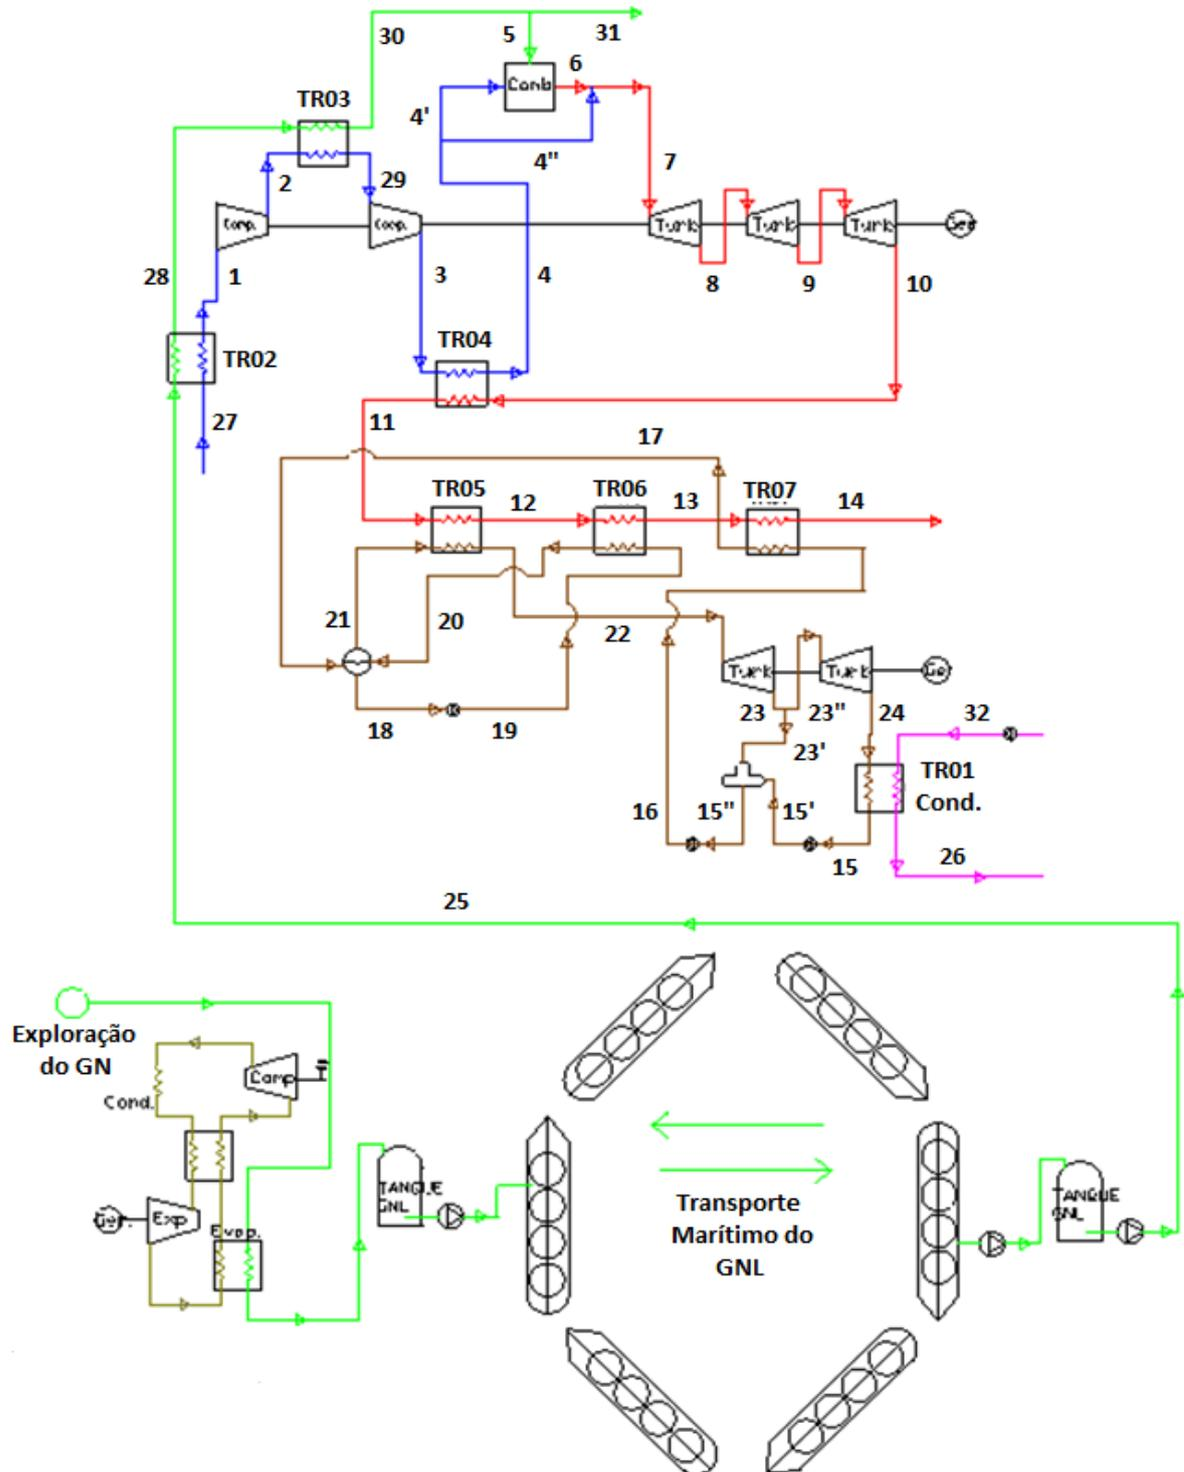 30
5
31
6
Comb
TR03
4'
4"
7
2
29
Comp.
Comp.
Turb
Turb
Turb
28
1
3
4
8
9
10
TR04
TR02
27
11
17
TR05
12
TR06
13
TR07
14
21
20
22
Turb
Turb
18
19
23
23"
24
32
23'
TR01
Cond.
16
15"
15'
15
26
25
Exploração
do GN
Comp
Cond.
Exp
Evap.
TANQUE
GNL
Transporte
Marítimo do
GNL
TANQUE
GNL